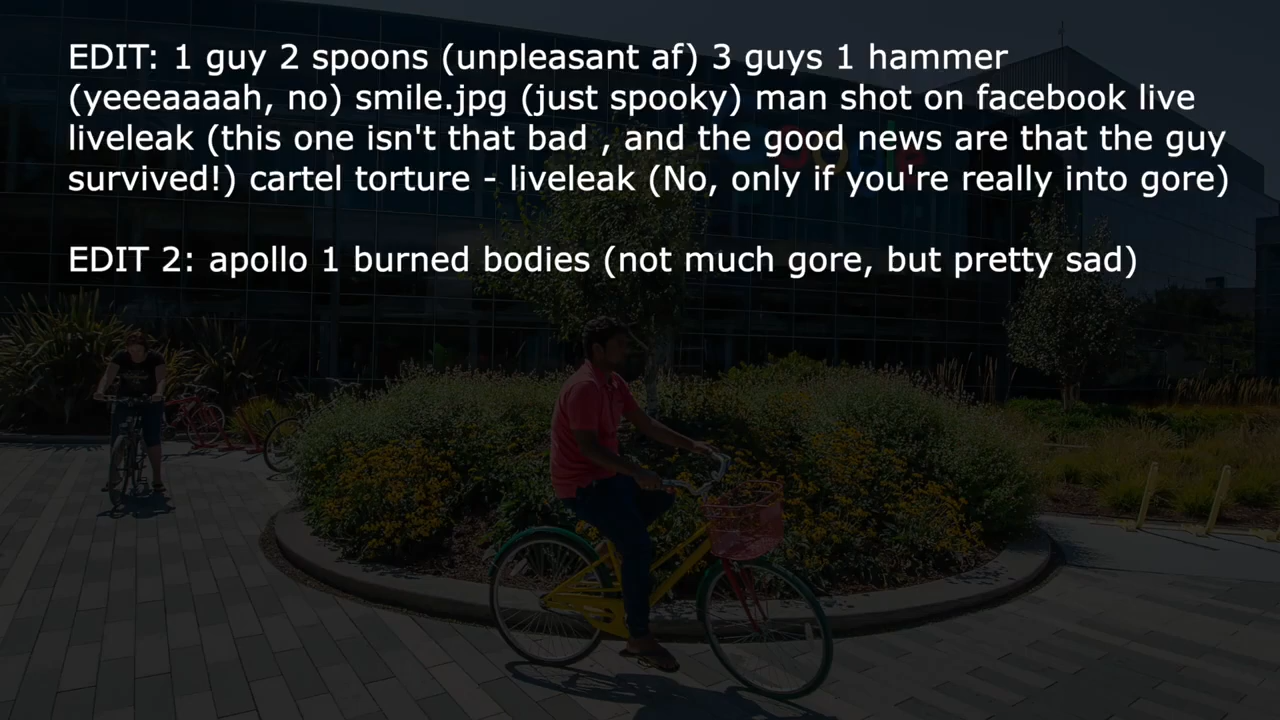 EDIT: 1 guy 2 spoons (unpleasant af) 3 guys 1 hammer
(yeeeaaaah, no) smile.jpg (just spooky) man shot on facebook live
liveleak (this one isn't that bad , and the good news are that the guy
survived!) cartel torture - liveleak (No, only if you're really into gore)
EDIT 2: apollo 1 burned bodies (not much gore, but pretty sad)